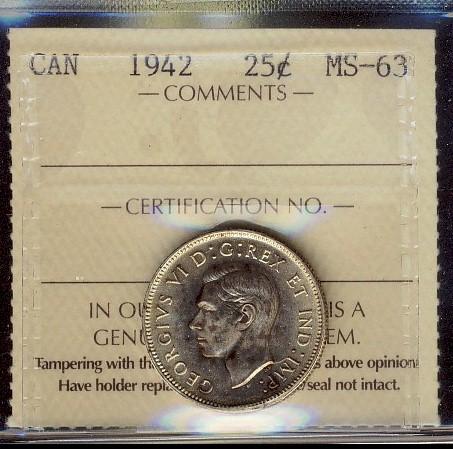 CAN 1942 25¢ MS-63
— COMMENTS —
— CERTIFICATION NO. —
GEORGIVS VI D:G:REX ET IND:IMP:
IN OU IS A
GENU EM.
Tampering with th s above opinion
Have holder repl seal not intact.